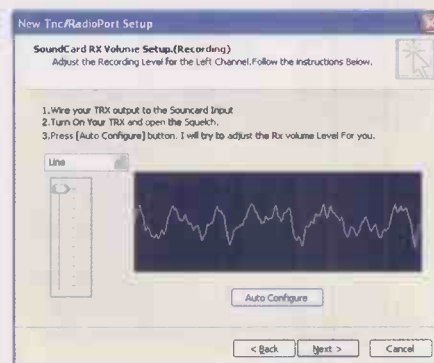 New Tnc/RadioPort Setup
SoundCard RX Volume Setup.(Recording)
Adjust the Recording Level for the Left Channel.Follow the instructions Below.
1.Wire your TRX output to the Souncard Input
2.Turn On Your TRX and open the Squelch.
3.Press [Auto Configure] button. I will try to adjust the Rx volume Level For you.
Line
Auto Configure
< Back Next > Cancel